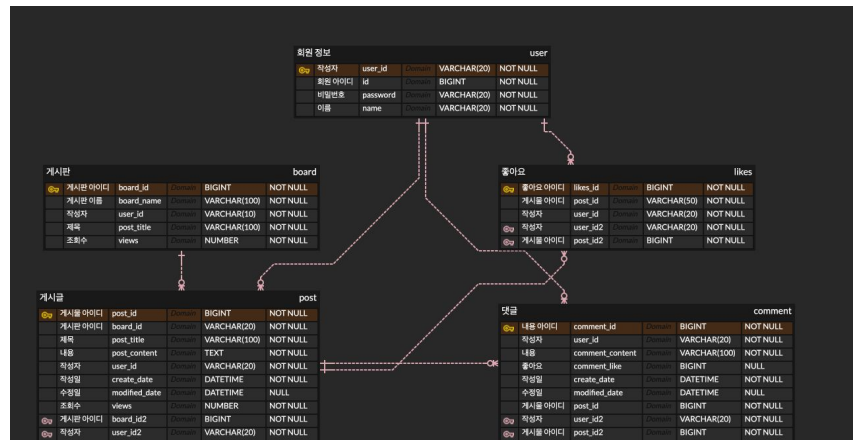 회원 정보 user
작성자 user_id Domain VARCHAR(20) NOT NULL
회원 아이디 id Domain BIGINT NOT NULL
비밀번호 password Domain VARCHAR(20) NOT NULL
이름 name Domain VARCHAR(20) NOT NULL
게시판 board
게시판 아이디 board_id Domain BIGINT NOT NULL
게시판 이름 board_name Domain VARCHAR(100) NOT NULL
작성자 user_id Domain VARCHAR(10) NOT NULL
제목 post_title Domain VARCHAR(100) NOT NULL
조회수 views Domain NUMBER NOT NULL
좋아요 likes
좋아요 아이디 likes_id Domain BIGINT NOT NULL
게시물 아이디 post_id Domain VARCHAR(50) NOT NULL
작성자 user_id Domain VARCHAR(20) NOT NULL
작성자 user_id2 Domain VARCHAR(20) NOT NULL
게시물 아이디 post_id2 Domain BIGINT NOT NULL
게시글 post
게시물 아이디 post_id Domain BIGINT NOT NULL
게시판 아이디 board_id Domain VARCHAR(20) NOT NULL
제목 post_title Domain VARCHAR(100) NOT NULL
내용 post_content Domain TEXT NOT NULL
작성자 user_id Domain VARCHAR(20) NOT NULL
작성일 create_date Domain DATETIME NOT NULL
수정일 modified_date Domain DATETIME NULL
조회수 views Domain NUMBER NOT NULL
게시판 아이디 board_id2 Domain BIGINT NOT NULL
작성자 user_id2 Domain VARCHAR(20) NOT NULL
댓글 comment
내용 아이디 comment_id Domain BIGINT NOT NULL
작성자 user_id Domain VARCHAR(20) NOT NULL
내용 comment_content Domain VARCHAR(100) NOT NULL
좋아요 comment_like Domain BIGINT NULL
작성일 create_date Domain DATETIME NOT NULL
수정일 modified_date Domain DATETIME NULL
게시물 아이디 post_id Domain BIGINT NOT NULL
작성자 user_id2 Domain VARCHAR(20) NOT NULL
게시물 아이디 post_id2 Domain BIGINT NOT NULL